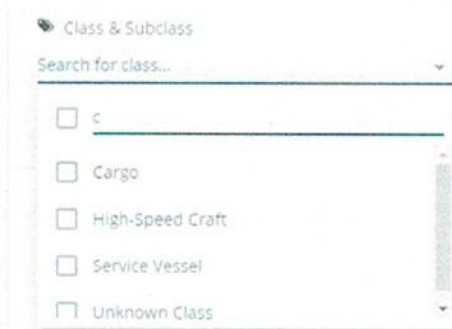 Class & Subclass
Search for class...
c
Cargo
High-Speed Craft
Service Vessel
Unknown Class